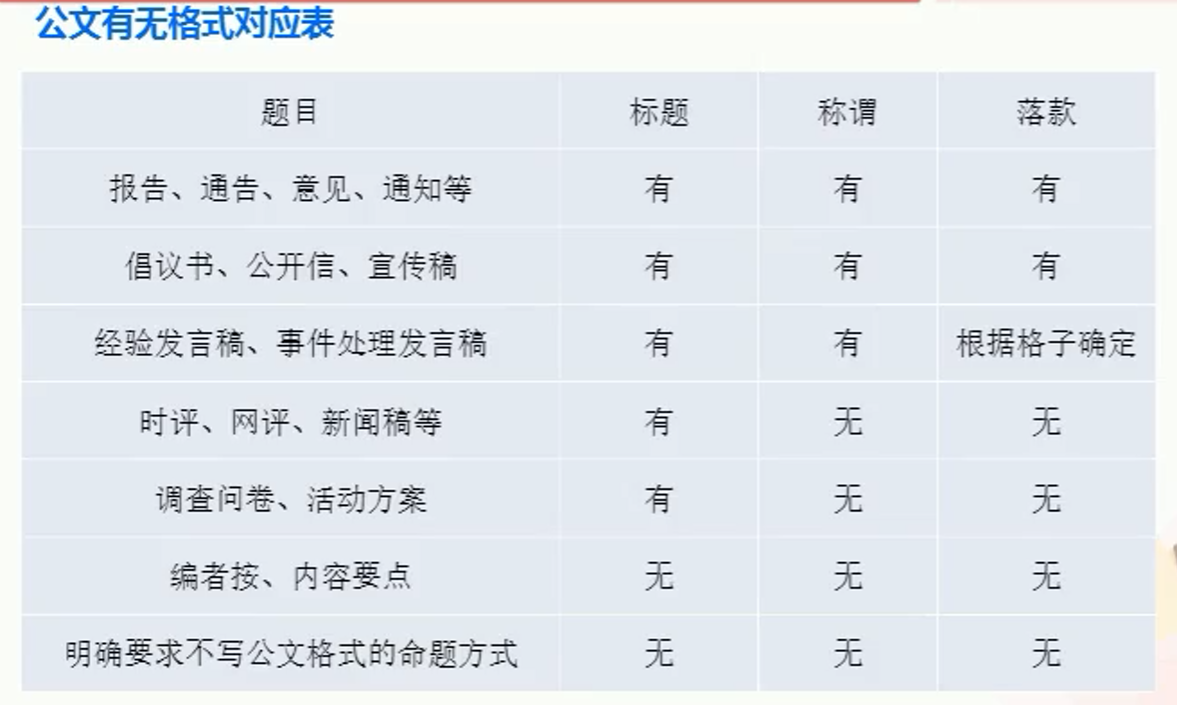 公文有无格式对应表
题目 标题 称谓 落款
报告、通告、意见、通知等 有 有 有
倡议书、公开信、宣传稿 有 有 有
经验发言稿、事件处理发言稿 有 有 根据格子确定
时评、网评、新闻稿等 有 无 无
调查问卷、活动方案 有 无 无
编者按、内容要点 无 无 无
明确要求不写公文格式的命题方式 无 无 无